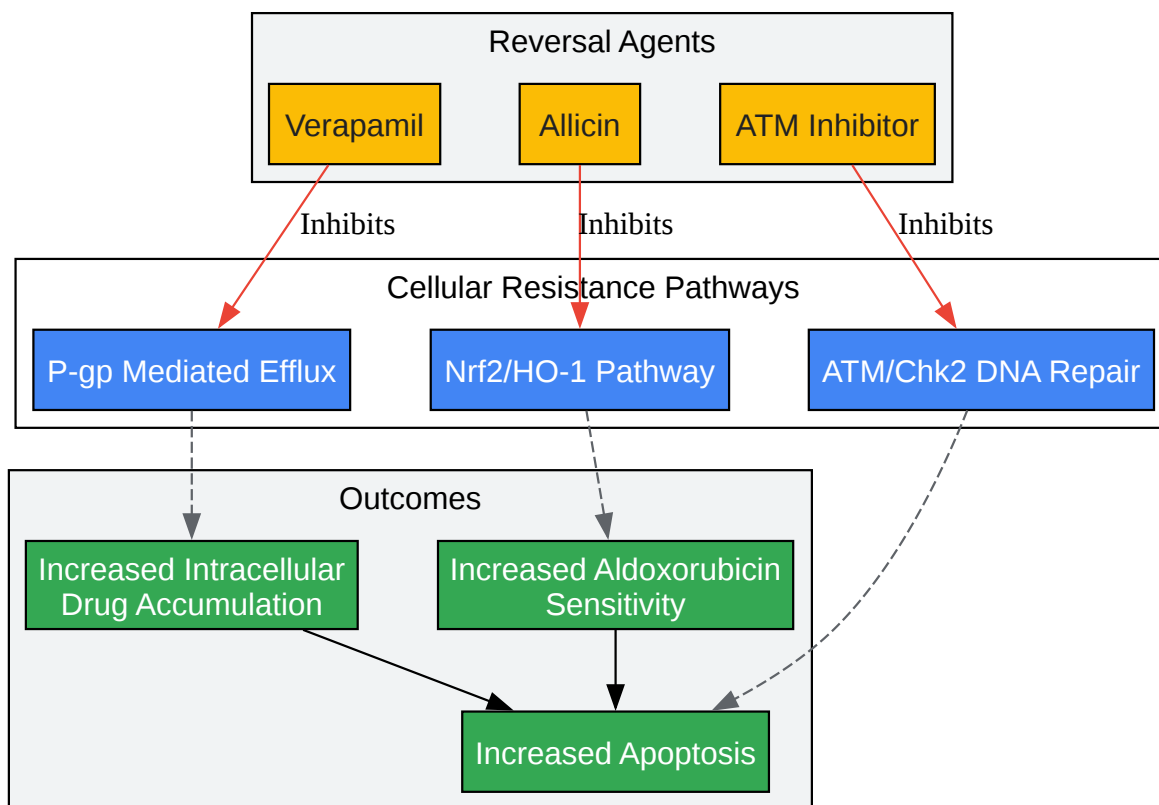 Reversal Agents
Verapamil
Allicin
ATM Inhibitor
Inhibits
Inhibits
Inhibits
Cellular Resistance Pathways
P-gp Mediated Efflux
Nrf2/HO-1 Pathway
ATM/Chk2 DNA Repair
Outcomes
Increased Intracellular
Drug Accumulation
Increased Aldoxorubicin
Sensitivity
Increased Apoptosis